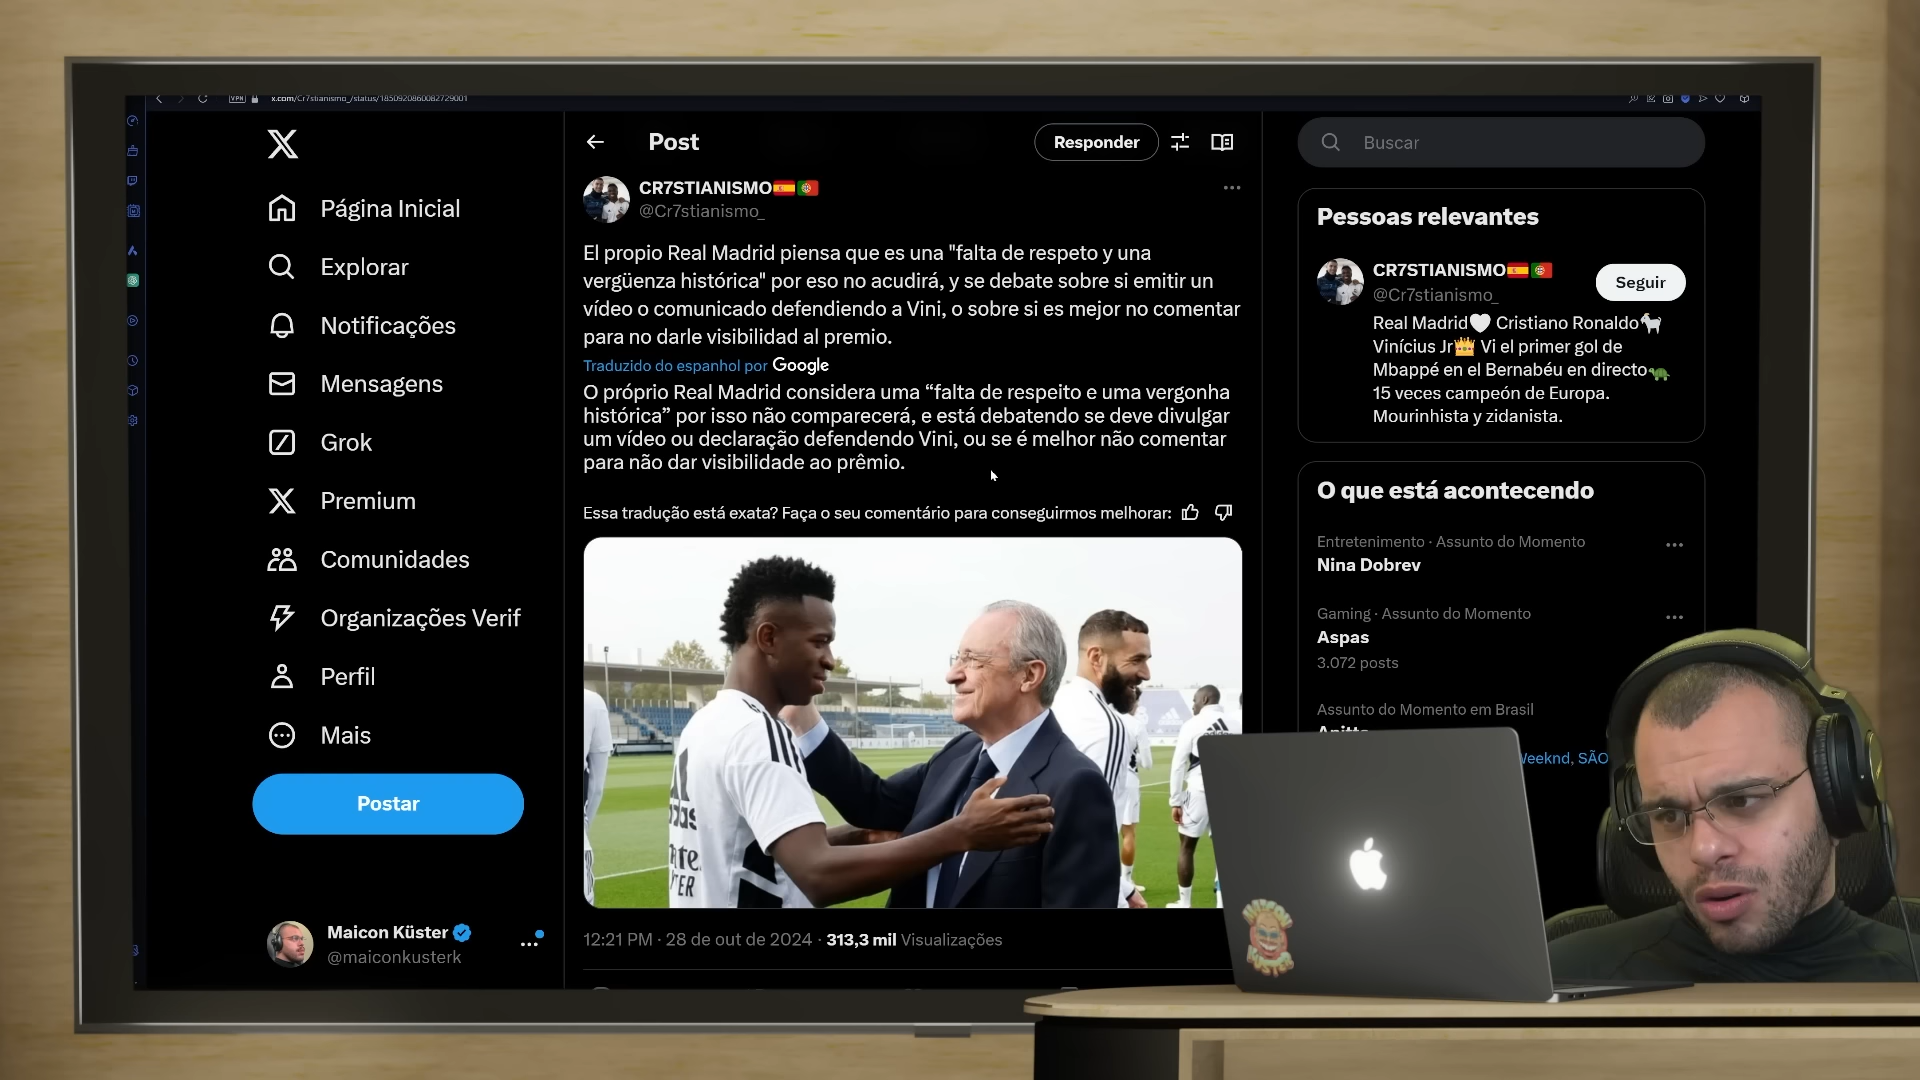 VPN
x.com/Cr7stianismo_/status/1850920860082729001
Página Inicial
Explorar
Notificações
Mensagens
Grok
Premium
Comunidades
Organizações Verif
Perfil
Mais
Postar
Maicon Küster
@maiconkusterk
Post
Responder
CR7STIANISMO
@Cr7stianismo_
El propio Real Madrid piensa que es una "falta de respeto y una
vergüenza histórica" por eso no acudirá, y se debate sobre si emitir un
vídeo o comunicado defendiendo a Vini, o sobre si es mejor no comentar
para no darle visibilidad al premio.
Traduzido do espanhol por Google
O próprio Real Madrid considera uma “falta de respeito e uma vergonha
histórica” por isso não comparecerá, e está debatendo se deve divulgar
um vídeo ou declaração defendendo Vini, ou se é melhor não comentar
para não dar visibilidade ao prêmio.
Essa tradução está exata? Faça o seu comentário para conseguirmos melhorar:
12:21 PM · 28 de out de 2024 · 313,3 mil Visualizações
Buscar
Pessoas relevantes
CR7STIANISMO
@Cr7stianismo_
Seguir
Real Madrid🤍 Cristiano Ronaldo🐐
Vinícius Jr👑 Vi el primer gol de
Mbappé en el Bernabéu en directo🐢
15 veces campeón de Europa.
Mourinhista y zidanista.
O que está acontecendo
Entretenimento · Assunto do Momento
Nina Dobrev
Gaming · Assunto do Momento
Aspas
3.072 posts
Assunto do Momento em Brasil
Anitta
Weeknd, SÃO